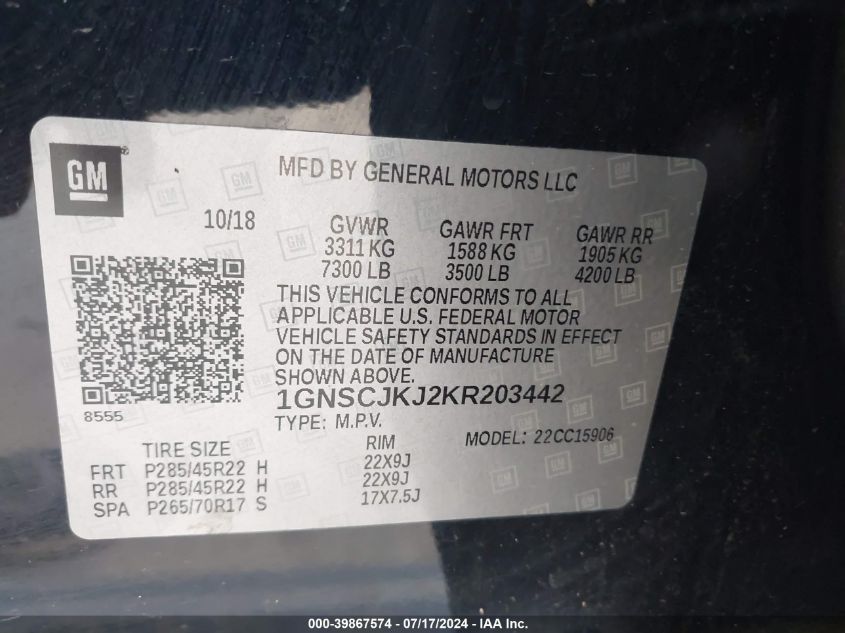 GM
MFD BY GENERAL MOTORS LLC
10/18
GVWR GAWR FRT GAWR RR
3311 KG 1588 KG 1905 KG
7300 LB 3500 LB 4200 LB
THIS VEHICLE CONFORMS TO ALL
APPLICABLE U.S. FEDERAL MOTOR
VEHICLE SAFETY STANDARDS IN EFFECT
ON THE DATE OF MANUFACTURE
SHOWN ABOVE.
8555
1GNSCJKJ2KR203442
TYPE: M.P.V. MODEL: 22CC15906
TIRE SIZE RIM
FRT P285/45R22 H 22X9J
RR P285/45R22 H 22X9J
SPA P265/70R17 S 17X7.5J
000-39867574 - 07/17/2024 - IAA, Inc.